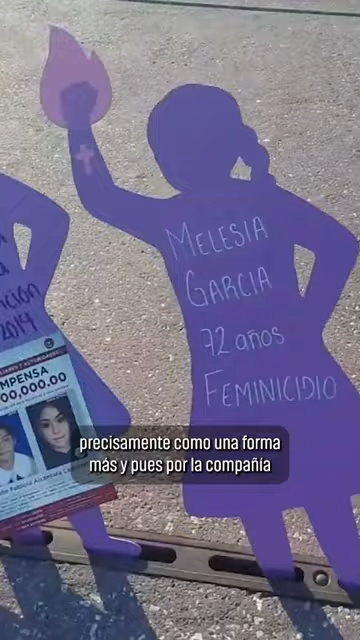 MELESIA
GARCIA
72 años
FEMINICIDIO
ción
2014
MPENSA
00,000.00
precisamente como una forma
más y pues por la compañía